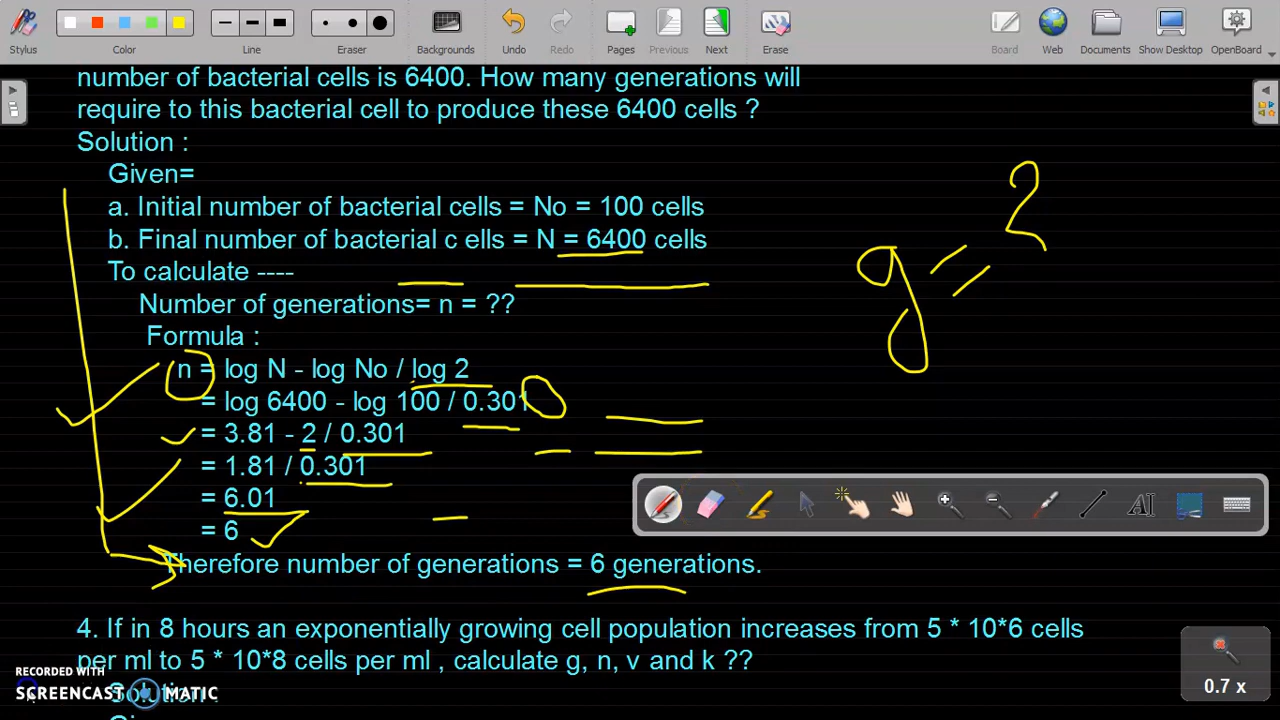 Stylus Color Line Eraser Backgrounds Undo Redo Pages Previous Next Erase Board Web Documents Show Desktop OpenBoard
number of bacterial cells is 6400. How many generations will
require to this bacterial cell to produce these 6400 cells ?
Solution :
Given=
a. Initial number of bacterial cells = No = 100 cells
b. Final number of bacterial c ells = N = 6400 cells
To calculate ----
Number of generations= n = ??
Formula :
n = log N - log No / log 2
= log 6400 - log 100 / 0.301
= 3.81 - 2 / 0.301
= 1.81 / 0.301
= 6.01
= 6
Therefore number of generations = 6 generations.
g = ?
4. If in 8 hours an exponentially growing cell population increases from 5 * 10*6 cells
per ml to 5 * 10*8 cells per ml , calculate g, n, v and k ??
Solution :
RECORDED WITH
SCREENCAST MATIC
0.7 x